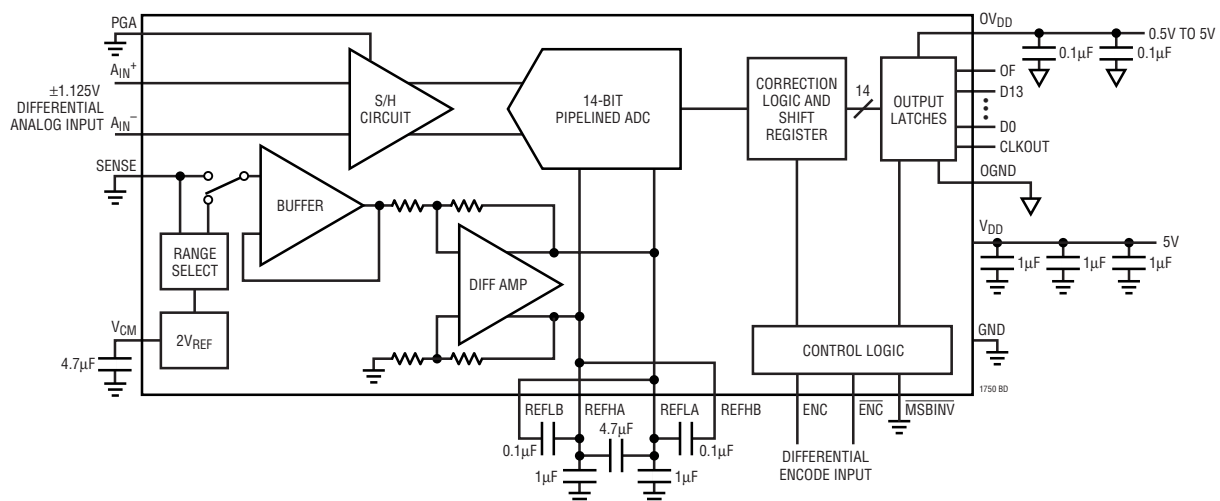 PGA
OVDD
0.5V TO 5V
0.1µF
0.1µF
AIN+
±1.125V
DIFFERENTIAL
ANALOG INPUT
AIN–
S/H
CIRCUIT
14-BIT
PIPELINED ADC
CORRECTION
LOGIC AND
SHIFT
REGISTER
14
OUTPUT
LATCHES
OF
D13
D0
CLKOUT
OGND
SENSE
BUFFER
RANGE
SELECT
DIFF AMP
VDD
5V
1µF
1µF
1µF
VCM
4.7µF
2VREF
CONTROL LOGIC
GND
1750 BD
REFLB
REFHA
REFLA
REFHB
ENC
E̅N̅C̅
M̅S̅B̅I̅N̅V̅
0.1µF
4.7µF
0.1µF
1µF
1µF
DIFFERENTIAL
ENCODE INPUT